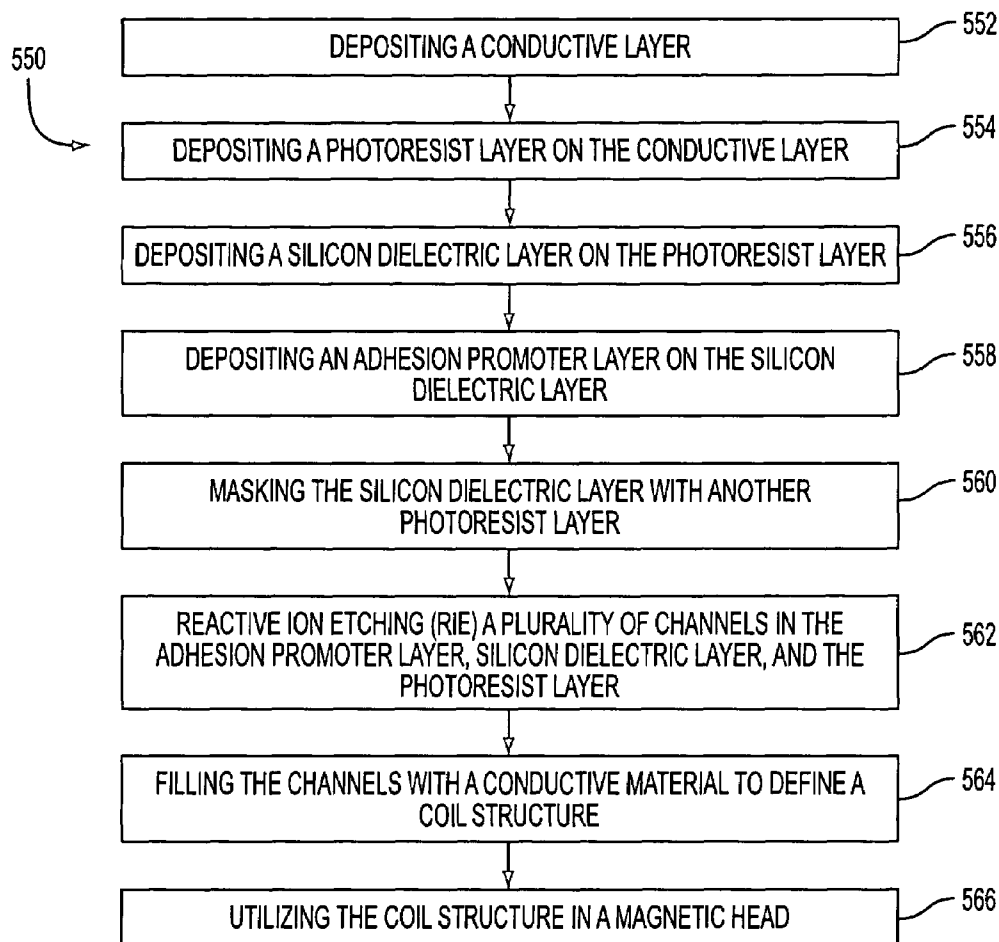 550
DEPOSITING A CONDUCTIVE LAYER
552
DEPOSITING A PHOTORESIST LAYER ON THE CONDUCTIVE LAYER
554
DEPOSITING A SILICON DIELECTRIC LAYER ON THE PHOTORESIST LAYER
556
DEPOSITING AN ADHESION PROMOTER LAYER ON THE SILICON
DIELECTRIC LAYER
558
MASKING THE SILICON DIELECTRIC LAYER WITH ANOTHER
PHOTORESIST LAYER
560
REACTIVE ION ETCHING (RIE) A PLURALITY OF CHANNELS IN THE
ADHESION PROMOTER LAYER, SILICON DIELECTRIC LAYER, AND THE
PHOTORESIST LAYER
562
FILLING THE CHANNELS WITH A CONDUCTIVE MATERIAL TO DEFINE A
COIL STRUCTURE
564
UTILIZING THE COIL STRUCTURE IN A MAGNETIC HEAD
566